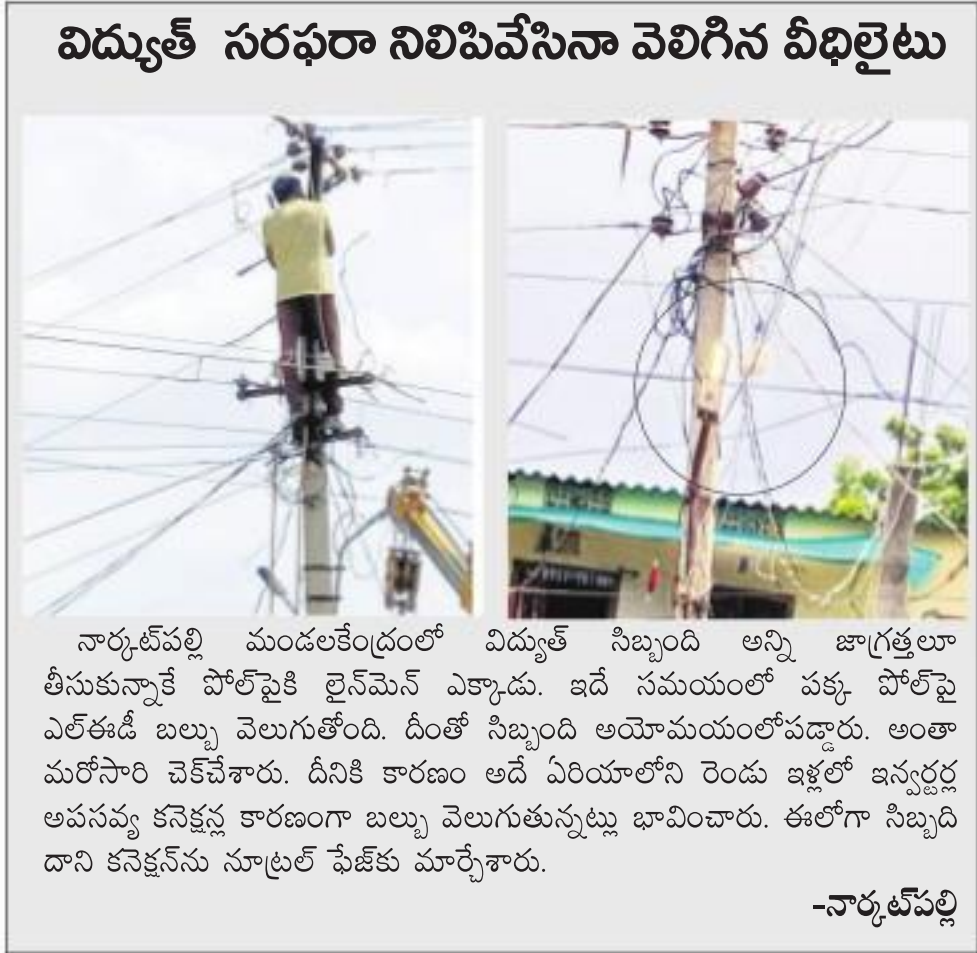 విద్యుత్ సరఫరా నిలిపివేసినా వెలిగిన వీధిలైటు
నార్కట్‌పల్లి మండలకేంద్రంలో విద్యుత్ సిబ్బంది అన్ని జాగ్రత్తలూ
తీసుకున్నాకే పోల్‌పైకి లైన్‌మెన్ ఎక్కాడు. ఇదే సమయంలో పక్క పోల్‌పై
ఎల్ఈడీ బల్బు వెలుగుతోంది. దీంతో సిబ్బంది అయోమయంలోపడ్డారు. అంతా
మరోసారి చెక్‌చేశారు. దీనికి కారణం అదే ఏరియాలోని రెండు ఇళ్లలో ఇన్వర్టర్ల
అపసవ్య కనెక్షన్ల కారణంగా బల్బు వెలుగుతున్నట్లు భావించారు. ఈలోగా సిబ్బది
దాని కనెక్షన్‌ను నూట్రల్ ఫేజ్‌కు మార్చేశారు.
-నార్కట్‌పల్లి